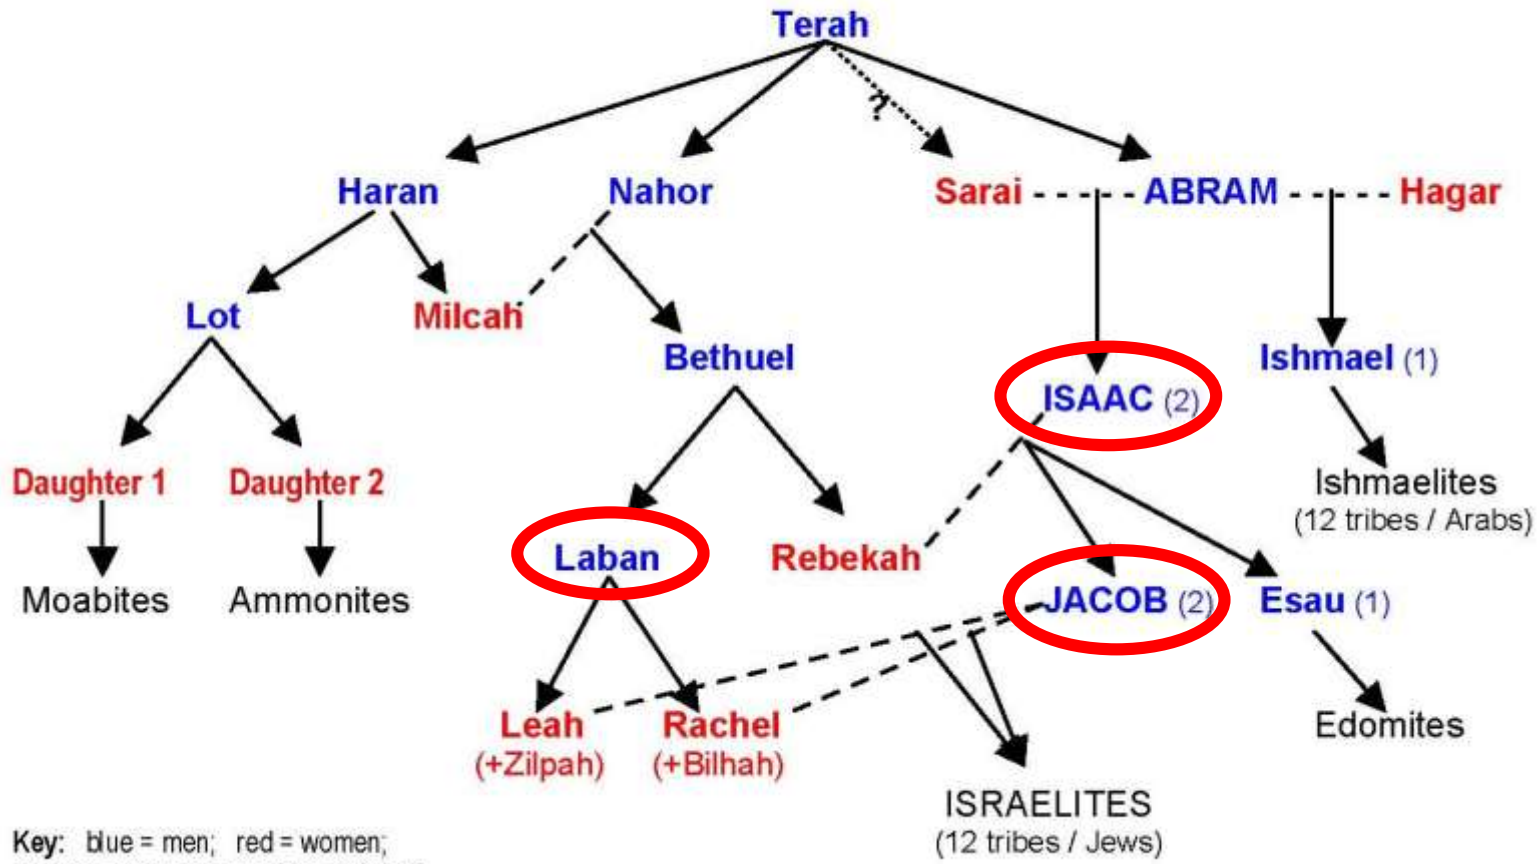 Terah
?
Haran Nahor Sarai ABRAM Hagar
Lot Milcah
Bethuel Ishmael (1)
ISAAC (2)
Daughter 1 Daughter 2 Ishmaelites
(12 tribes / Arabs)
Laban Rebekah
Moabites Ammonites JACOB (2) Esau (1)
Leah Rachel Edomites
(+Zilpah) (+Bilhah)
ISRAELITES
(12 tribes / Jews)
Key: blue = men; red = women;